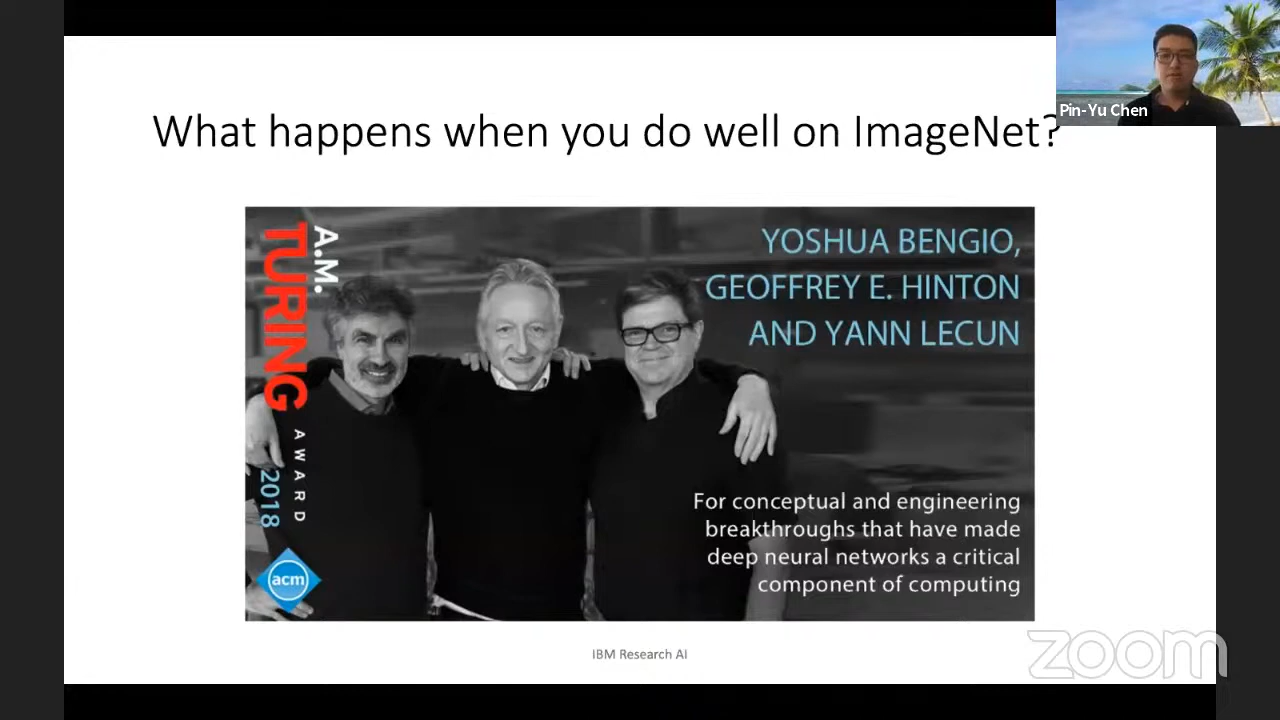 Pin-Yu Chen
What happens when you do well on ImageNet?
A.M.
TURING
AWARD
2018
acm
YOSHUA BENGIO,
GEOFFREY E. HINTON
AND YANN LECUN
For conceptual and engineering
breakthroughs that have made
deep neural networks a critical
component of computing
IBM Research AI
zoom